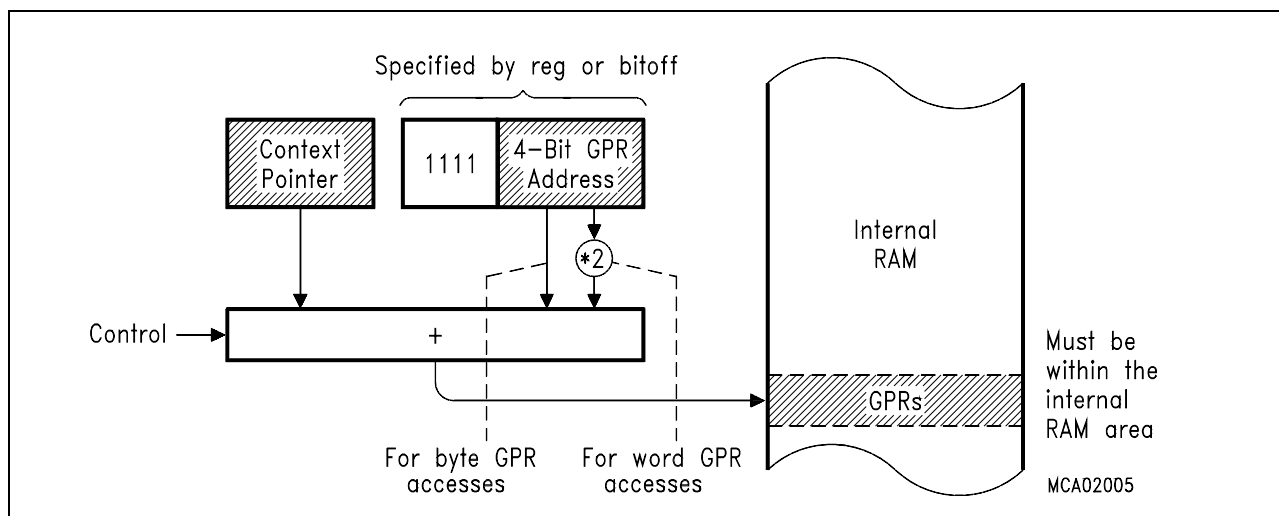 Specified by reg or bitoff
Context
Pointer
1111
4-Bit GPR
Address
*2
Internal
RAM
Control
+
Must be
within the
internal
RAM area
GPRs
For byte GPR
accesses
For word GPR
accesses
MCA02005